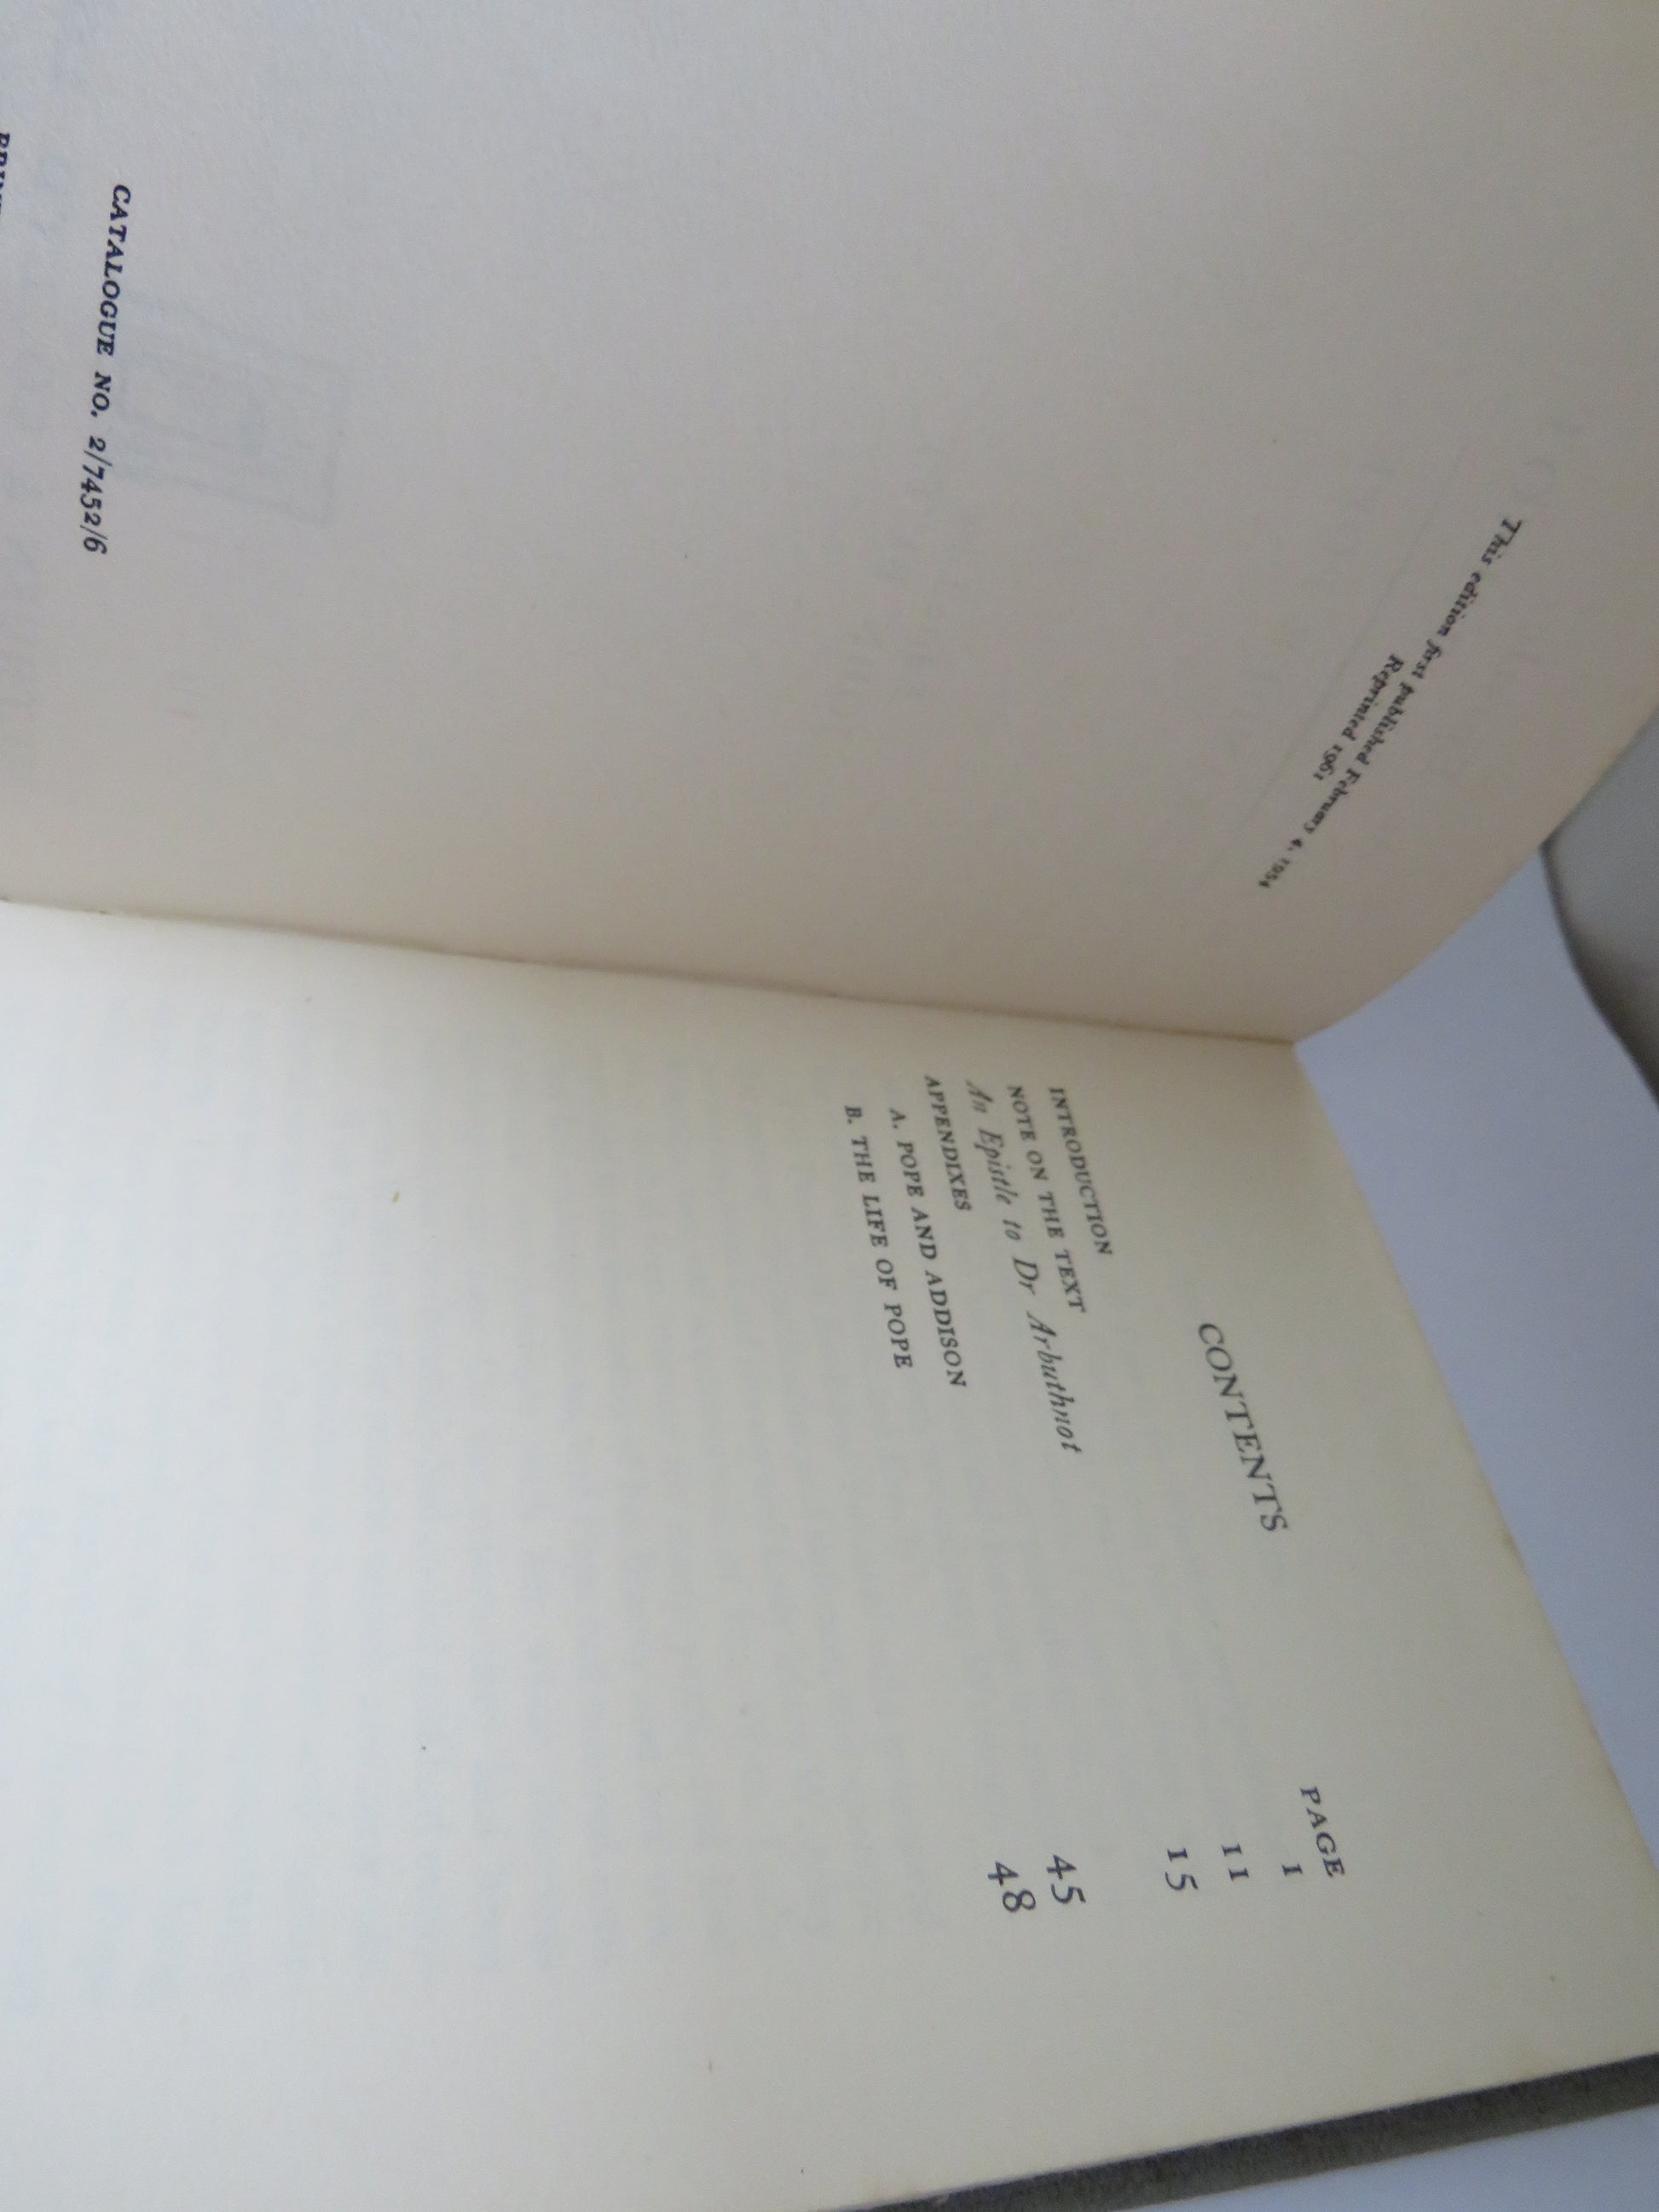 This edition first published February 4, 1954
Reprinted 1961
CATALOGUE NO. 2/7452/6
CONTENTS
PAGE
INTRODUCTION 1
NOTE ON THE TEXT 11
An Epistle to Dr Arbuthnot 15
APPENDIXES
A. POPE AND ADDISON 45
B. THE LIFE OF POPE 48